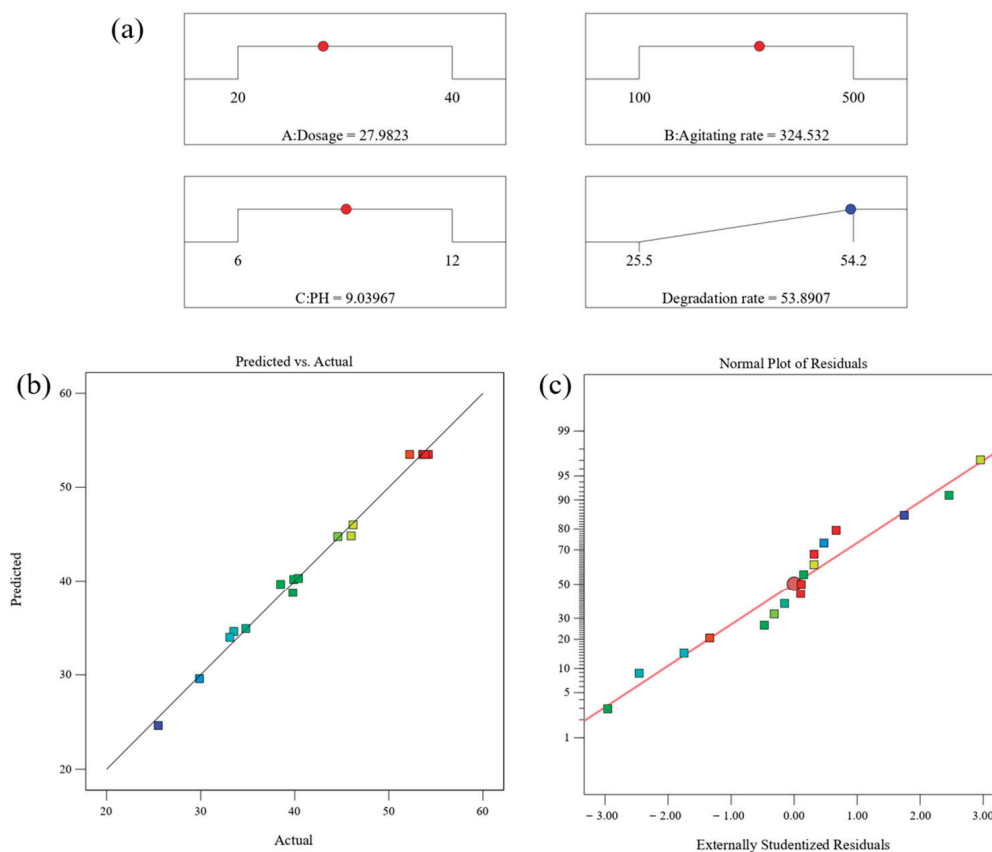 (a)
20 40
A:Dosage = 27.9823
100 500
B:Agitating rate = 324.532
6 12
C:PH = 9.03967
25.5 54.2
Degradation rate = 53.8907
(b)
Predicted vs. Actual
Predicted
60
50
40
30
20
20 30 40 50 60
Actual
(c)
Normal Plot of Residuals
99
95
90
80
70
50
30
20
10
5
1
− 3.00 − 2.00 − 1.00 0.00 1.00 2.00 3.00
Externally Studentized Residuals